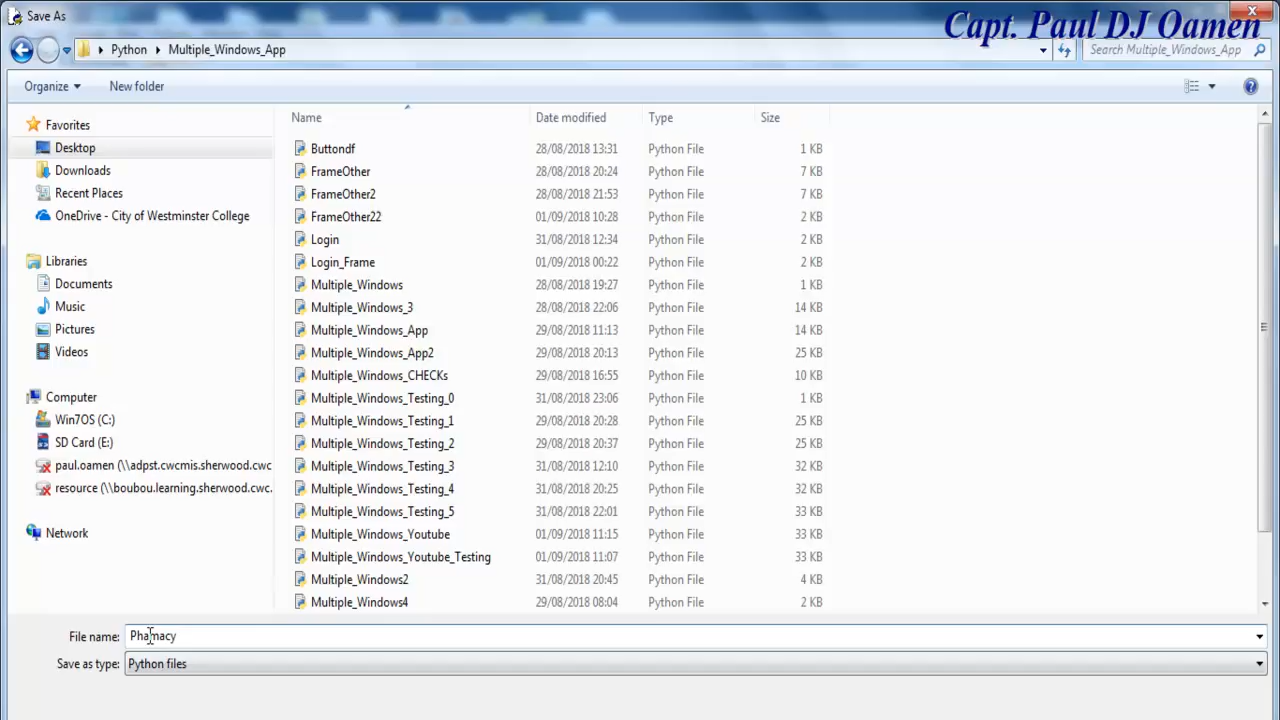 Save As
Capt. Paul DJ Oamen
Python Multiple_Windows_App
Search Multiple_Windows_App
Organize New folder
Name Date modified Type Size
Favorites
Desktop
Downloads
Recent Places
OneDrive - City of Westminster College
Libraries
Documents
Music
Pictures
Videos
Computer
Win7OS (C:)
SD Card (E:)
paul.oamen (\\adpst.cwcmis.sherwood.cwc
resource (\\boubou.learning.sherwood.cwc.
Network
Buttondf 28/08/2018 13:31 Python File 1 KB
FrameOther 28/08/2018 20:24 Python File 7 KB
FrameOther2 28/08/2018 21:53 Python File 7 KB
FrameOther22 01/09/2018 10:28 Python File 2 KB
Login 31/08/2018 12:34 Python File 2 KB
Login_Frame 01/09/2018 00:22 Python File 2 KB
Multiple_Windows 28/08/2018 19:27 Python File 1 KB
Multiple_Windows_3 28/08/2018 22:06 Python File 14 KB
Multiple_Windows_App 29/08/2018 11:13 Python File 14 KB
Multiple_Windows_App2 29/08/2018 20:13 Python File 25 KB
Multiple_Windows_CHECKs 29/08/2018 16:55 Python File 10 KB
Multiple_Windows_Testing_0 31/08/2018 23:06 Python File 1 KB
Multiple_Windows_Testing_1 29/08/2018 20:28 Python File 25 KB
Multiple_Windows_Testing_2 29/08/2018 20:37 Python File 25 KB
Multiple_Windows_Testing_3 31/08/2018 12:10 Python File 32 KB
Multiple_Windows_Testing_4 31/08/2018 20:25 Python File 32 KB
Multiple_Windows_Testing_5 31/08/2018 22:01 Python File 33 KB
Multiple_Windows_Youtube 01/09/2018 11:15 Python File 33 KB
Multiple_Windows_Youtube_Testing 01/09/2018 11:07 Python File 33 KB
Multiple_Windows2 31/08/2018 20:45 Python File 4 KB
Multiple_Windows4 29/08/2018 08:04 Python File 2 KB
File name: Phamacy
Save as type: Python files